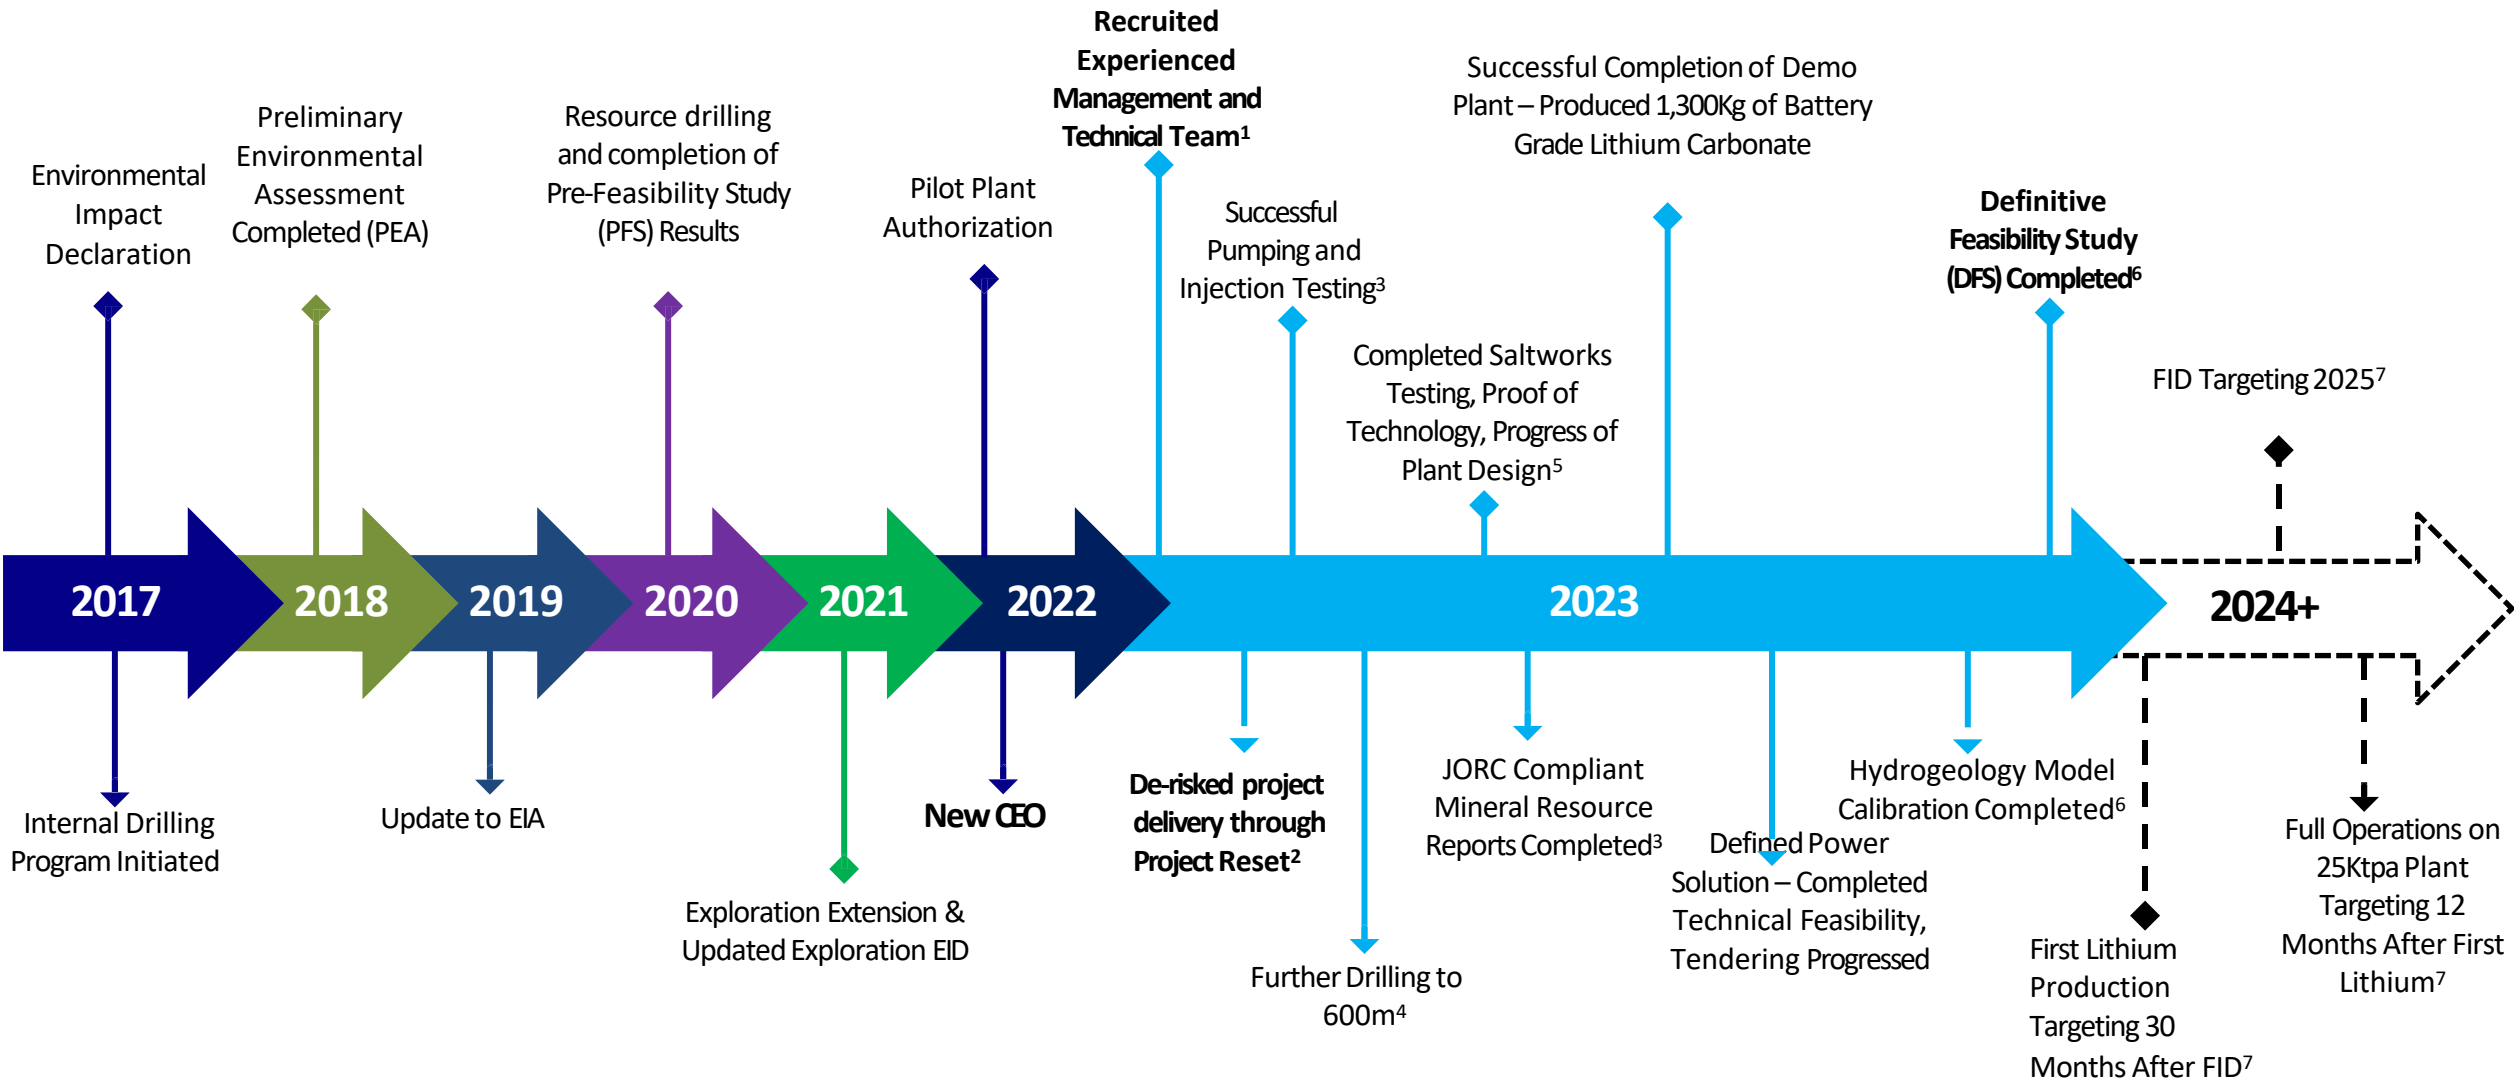 Environmental
Impact
Declaration
Preliminary
Environmental
Assessment
Completed (PEA)
Resource drilling
and completion of
Pre-Feasibility Study
(PFS) Results
Pilot Plant
Authorization
Recruited
Experienced
Management and
Technical Team¹
Successful
Pumping and
Injection Testing³
Completed Saltworks
Testing, Proof of
Technology, Progress of
Plant Design⁵
Successful Completion of Demo
Plant – Produced 1,300Kg of Battery
Grade Lithium Carbonate
Definitive
Feasibility Study
(DFS) Completed⁶
FID Targeting 2025⁷
2017
2018
2019
2020
2021
2022
2023
2024+
Internal Drilling
Program Initiated
Update to EIA
Exploration Extension &
Updated Exploration EID
New CEO
De-risked project
delivery through
Project Reset²
Further Drilling to
600m⁴
JORC Compliant
Mineral Resource
Reports Completed³
Defined Power
Solution – Completed
Technical Feasibility,
Tendering Progressed
Hydrogeology Model
Calibration Completed⁶
First Lithium
Production
Targeting 30
Months After FID⁷
Full Operations on
25Ktpa Plant
Targeting 12
Months After First
Lithium⁷